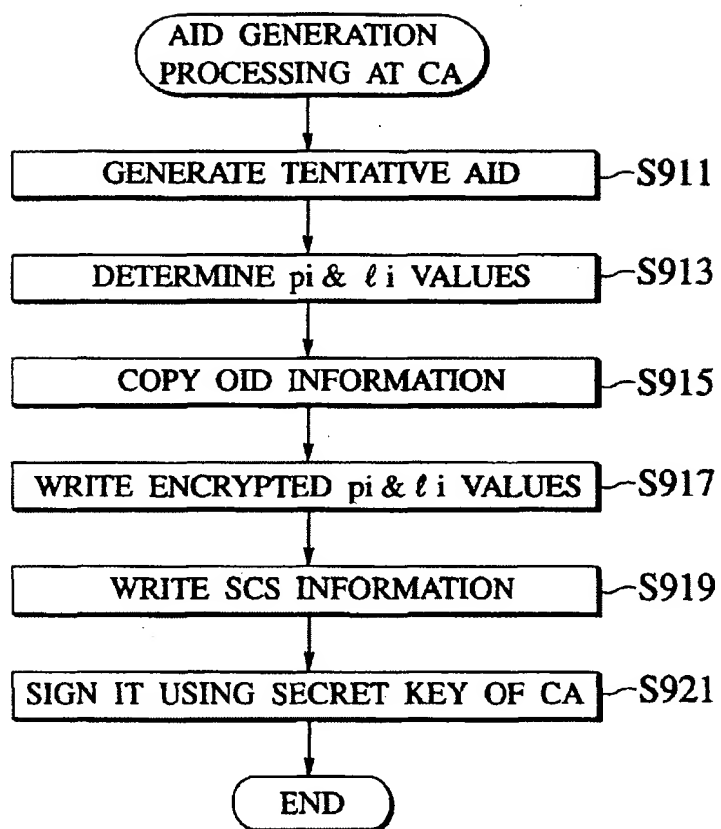 AID GENERATION
PROCESSING AT CA
GENERATE TENTATIVE AID S911
DETERMINE pi & ℓi VALUES S913
COPY OID INFORMATION S915
WRITE ENCRYPTED pi & ℓi VALUES S917
WRITE SCS INFORMATION S919
SIGN IT USING SECRET KEY OF CA S921
END